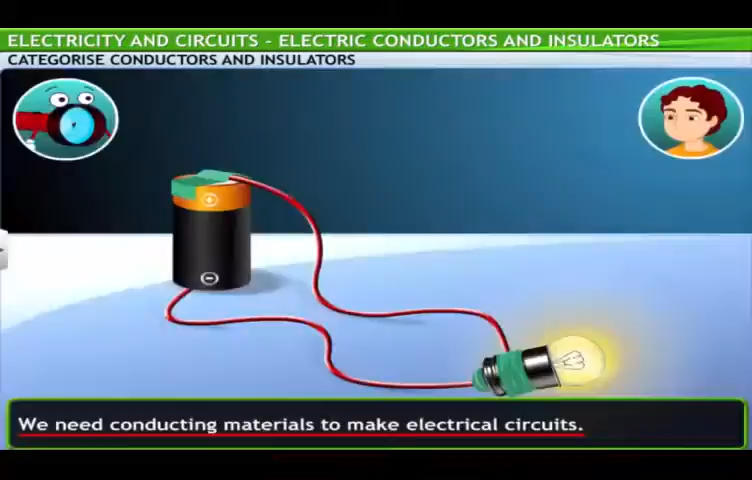 ELECTRICITY AND CIRCUITS - ELECTRIC CONDUCTORS AND INSULATORS
CATEGORISE CONDUCTORS AND INSULATORS
+
-
We need conducting materials to make electrical circuits.